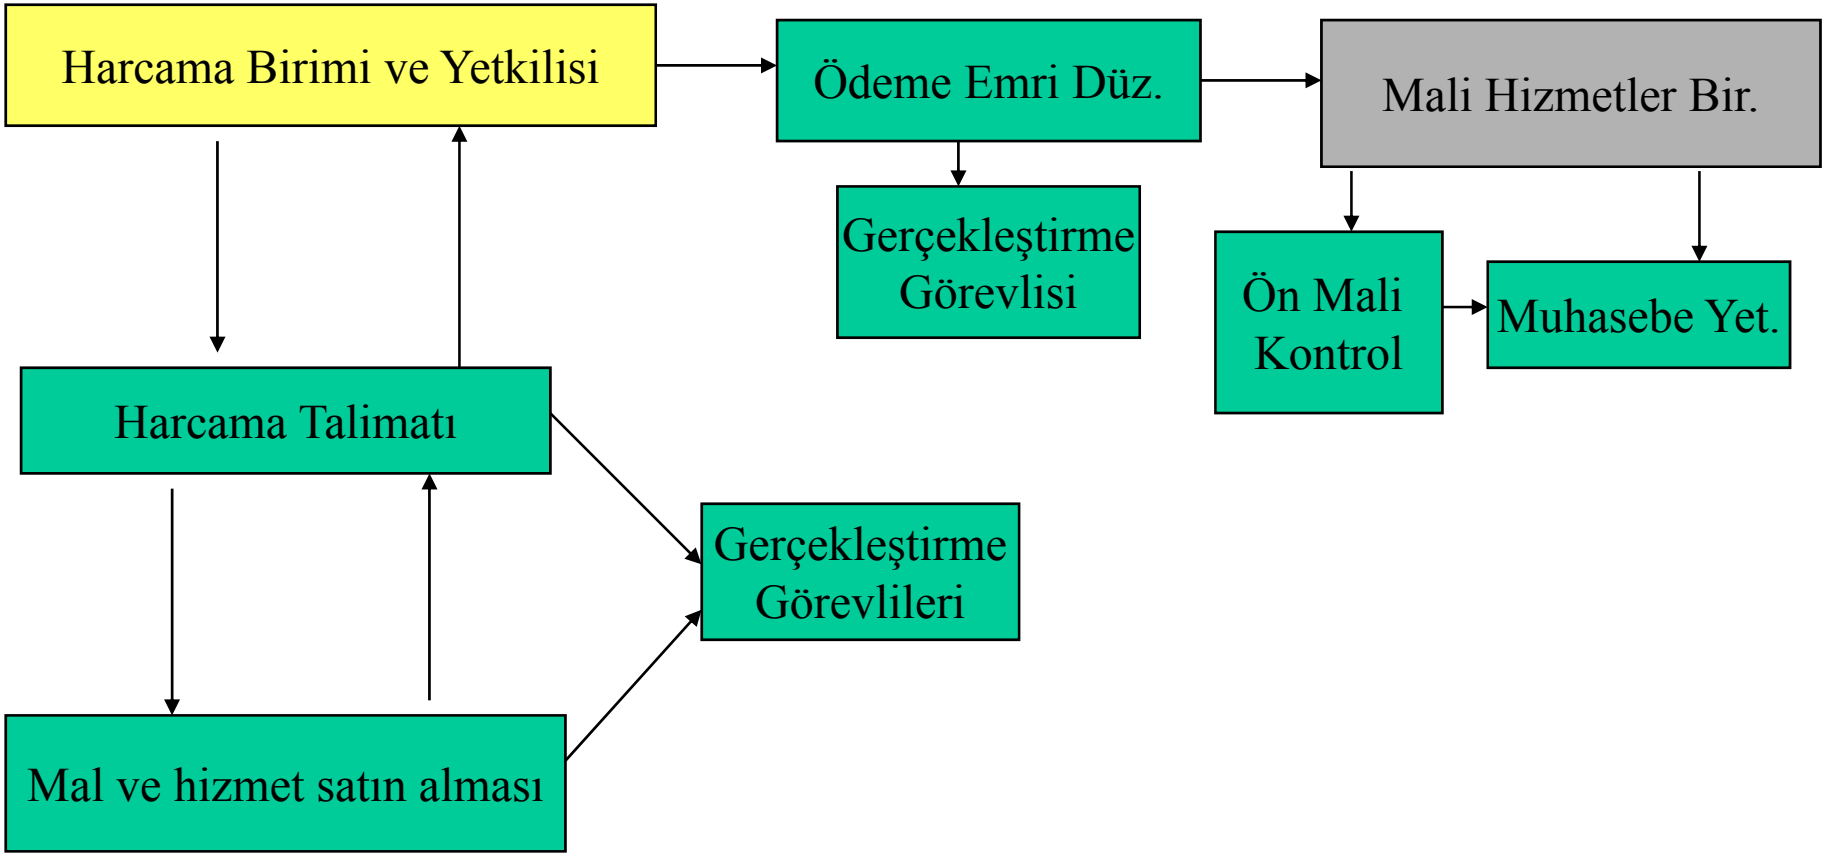 Harcama Birimi ve Yetkilisi
Ödeme Emri Düz.
Mali Hizmetler Bir.
Gerçekleştirme
Görevlisi
Ön Mali
Kontrol
Muhasebe Yet.
Harcama Talimatı
Gerçekleştirme
Görevlileri
Mal ve hizmet satın alması